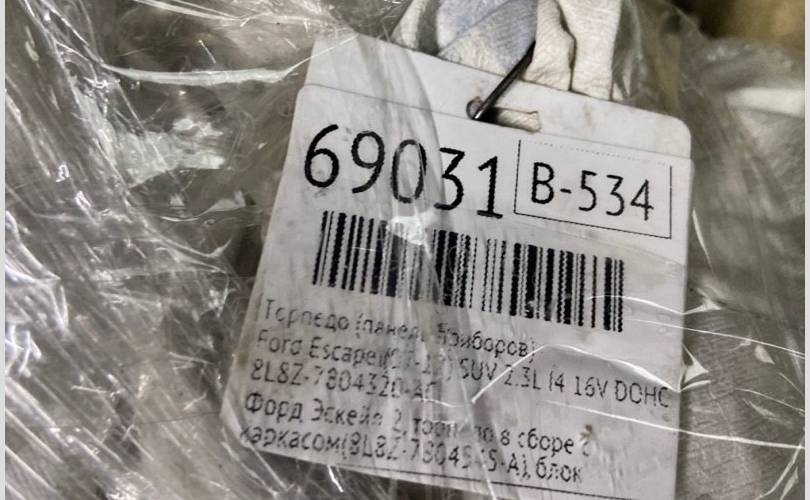 69031
B-534
Торпедо (панель приборов)
Ford Escape SUV 2.3L I4 16V DOHC
8L8Z-7804320-A
Форд Эскейп 2, торпедо в сборе с
каркасом(8L8Z-78045 -A), блок